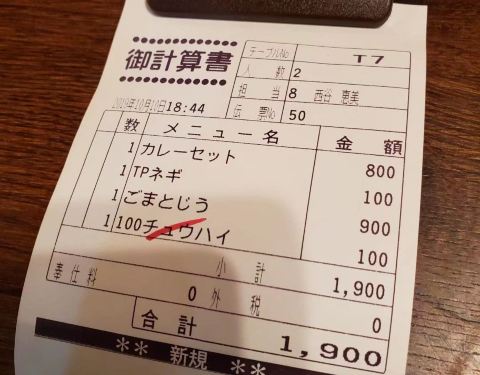 御計算書
テーブルNo T7
人数 2
担当 8 西谷 恵美
2019年10月10日18:44
伝票No 50
数 メニュー名 金額
1 カレーセット 800
1 TPネギ 100
1 ごまとじう 900
1 100チュウハイ 100
小計 1,900
奉仕料 0 外税 0
合計 1,900
** 新規 **